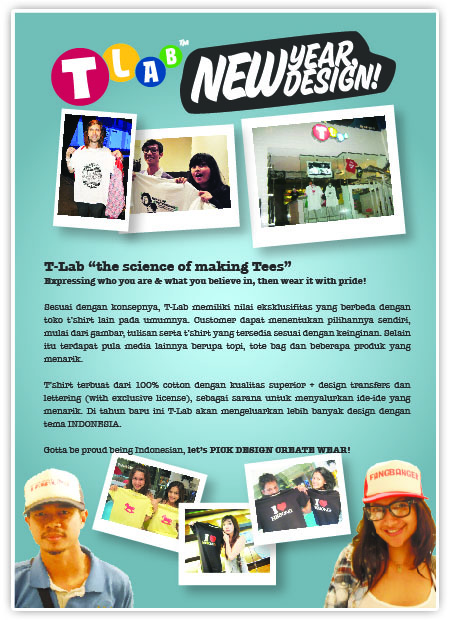 T LAB™
NEW YEAR, DESIGN!
T LAB
T-Lab “the science of making Tees”
Expressing who you are & what you believe in, then wear it with pride!
Sesuai dengan konsepnya, T-Lab memiliki nilai eksklusifitas yang berbeda dengan
toko t'shirt lain pada umumnya. Customer dapat menentukan pilihannya sendiri,
mulai dari gambar, tulisan serta t'shirt yang tersedia sesuai dengan keinginan. Selain
itu terdapat pula media lainnya berupa topi, tote bag dan beberapa produk yang
menarik.
T'shirt terbuat dari 100% cotton dengan kualitas superior + design transfers dan
lettering (with exclusive license), sebagai sarana untuk menyalurkan ide-ide yang
menarik. Di tahun baru ini T-Lab akan mengeluarkan lebih banyak design dengan
tema INDONESIA.
Gotta be proud being Indonesian, let's PICK DESIGN CREATE WEAR!
FANGBANGER
I
I
I